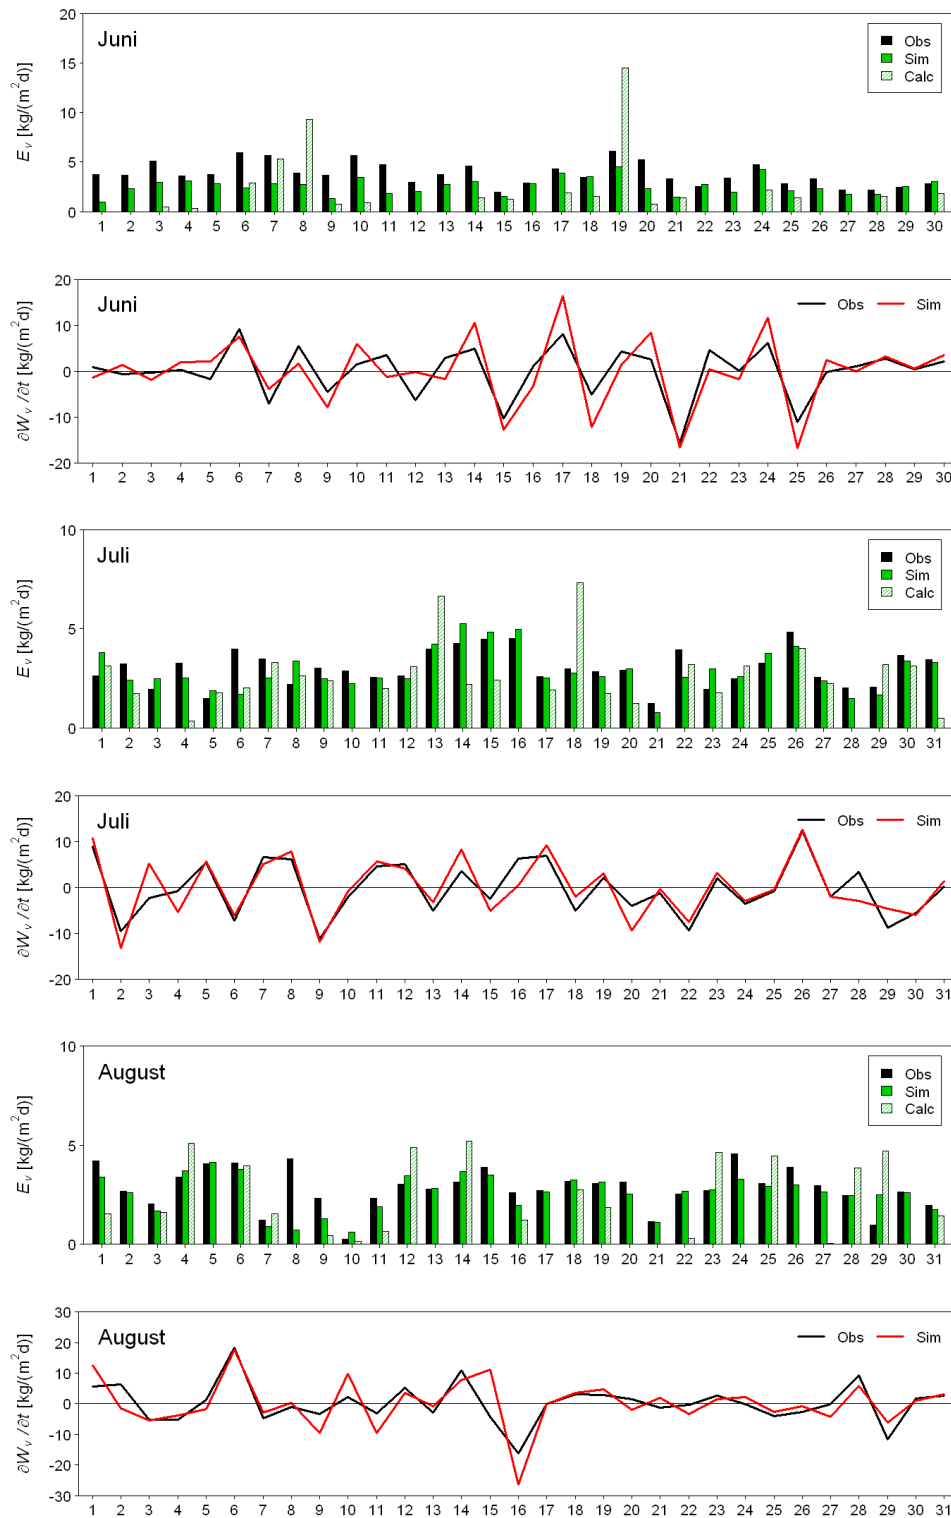 20
15
10
5
0
E_v [kg/(m²d)]
Juni
Obs
Sim
Calc
1 2 3 4 5 6 7 8 9 10 11 12 13 14 15 16 17 18 19 20 21 22 23 24 25 26 27 28 29 30
20
10
0
-10
-20
∂W_v /∂t [kg/(m²d)]
Juni
Obs Sim
1 2 3 4 5 6 7 8 9 10 11 12 13 14 15 16 17 18 19 20 21 22 23 24 25 26 27 28 29 30
10
5
0
E_v [kg/(m²d)]
Juli
Obs
Sim
Calc
1 2 3 4 5 6 7 8 9 10 11 12 13 14 15 16 17 18 19 20 21 22 23 24 25 26 27 28 29 30 31
20
10
0
-10
-20
∂W_v /∂t [kg/(m²d)]
Juli
Obs Sim
1 2 3 4 5 6 7 8 9 10 11 12 13 14 15 16 17 18 19 20 21 22 23 24 25 26 27 28 29 30 31
10
5
0
E_v [kg/(m²d)]
August
Obs
Sim
Calc
1 2 3 4 5 6 7 8 9 10 11 12 13 14 15 16 17 18 19 20 21 22 23 24 25 26 27 28 29 30 31
30
20
10
0
-10
-20
-30
∂W_v /∂t [kg/(m²d)]
August
Obs Sim
1 2 3 4 5 6 7 8 9 10 11 12 13 14 15 16 17 18 19 20 21 22 23 24 25 26 27 28 29 30 31